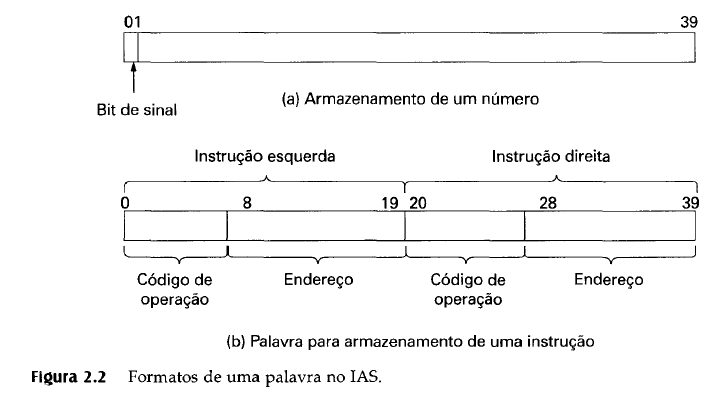 01 39
Bit de sinal
(a) Armazenamento de um número
Instrução esquerda Instrução direita
0 8 19 20 28 39
Código de operação Endereço Código de operação Endereço
(b) Palavra para armazenamento de uma instrução
Figura 2.2 Formatos de uma palavra no IAS.